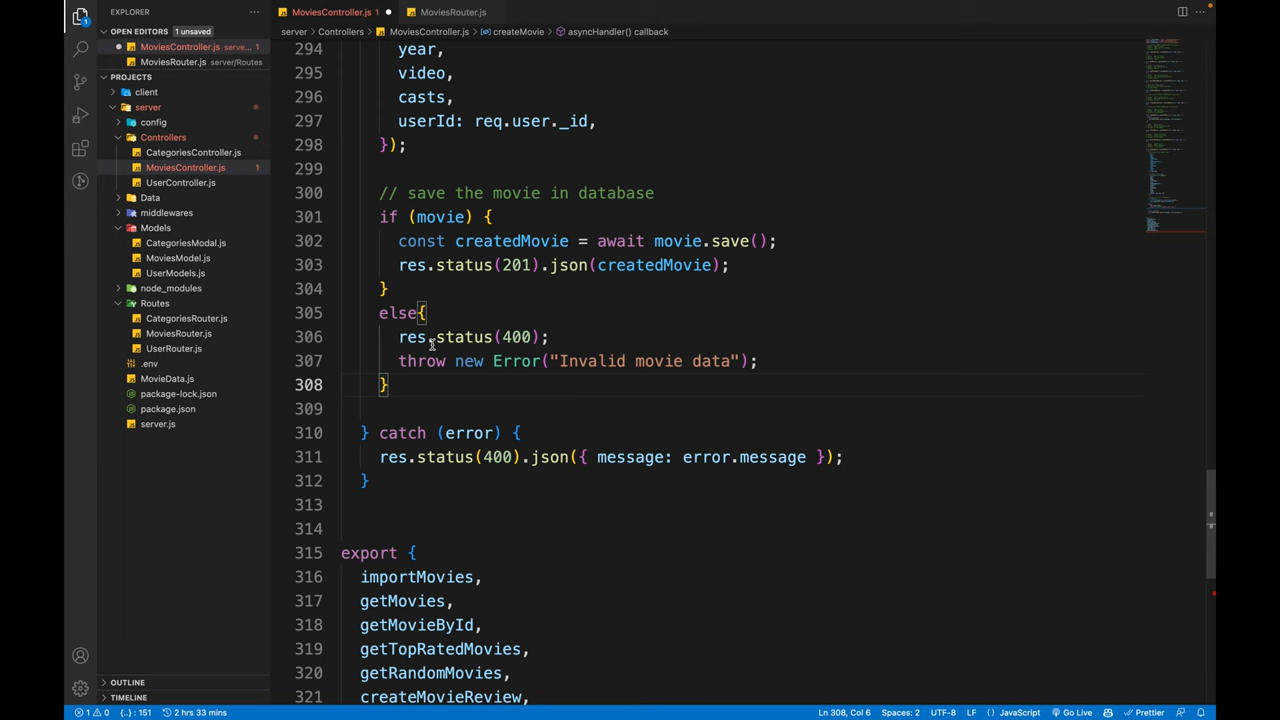 EXPLORER
OPEN EDITORS 1 unsaved
MoviesController.js serve... 1
MoviesRouter.js server/Routes
PROJECTS
client
server
config
Controllers
CategoriesController.js
MoviesController.js 1
UserController.js
Data
middlewares
Models
CategoriesModal.js
MoviesModel.js
UserModels.js
node_modules
Routes
CategoriesRouter.js
MoviesRouter.js
UserRouter.js
.env
MovieData.js
package-lock.json
package.json
server.js
OUTLINE
TIMELINE
MoviesController.js 1
MoviesRouter.js
server > Controllers > MoviesController.js > createMovie > asyncHandler() callback
294 year,
295 video,
296 casts,
297 userId: req.user._id,
298 });
299
300 // save the movie in database
301 if (movie) {
302 const createdMovie = await movie.save();
303 res.status(201).json(createdMovie);
304 }
305 else{
306 res.status(400);
307 throw new Error("Invalid movie data");
308 }
309
310 } catch (error) {
311 res.status(400).json({ message: error.message });
312 }
313
314
315 export {
316 importMovies,
317 getMovies,
318 getMovieById,
319 getTopRatedMovies,
320 getRandomMovies,
321 createMovieReview,
1 0 {..}: 151 2 hrs 33 mins Ln 308, Col 6 Spaces: 2 UTF-8 LF {} JavaScript Go Live Prettier